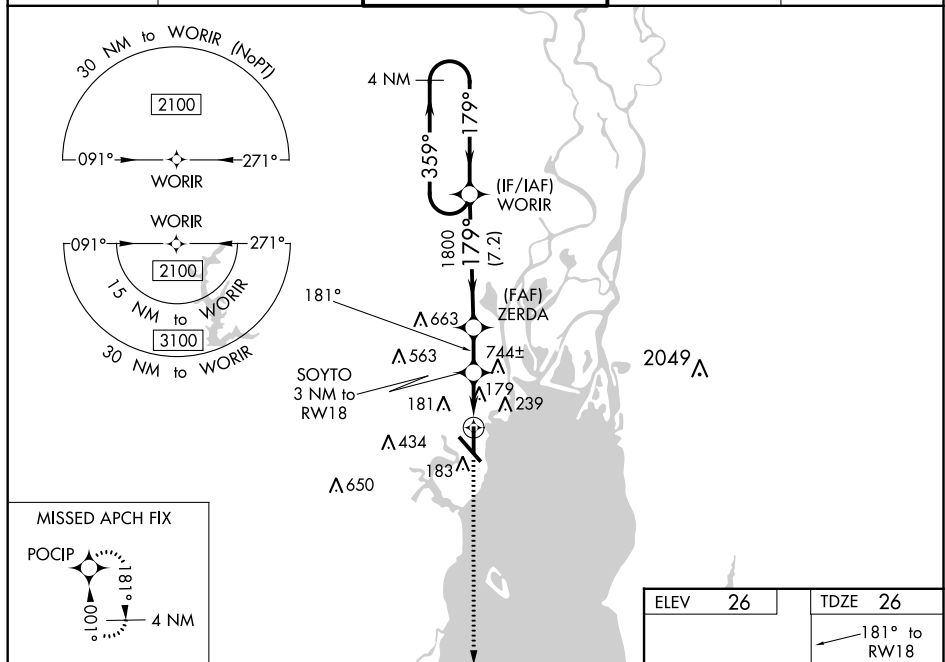 30 NM to WORIR (NoPT)
2100
091°
271°
WORIR
WORIR
091°
271°
2100
15 NM to WORIR
3100
30 NM to WORIR
4 NM
359°
179°
(IF/IAF)
WORIR
1800
179°
(7.2)
181°
(FAF)
ZERDA
663
563
744±
2049
SOYTO
3 NM to
RW18
179
181
239
434
183
650
MISSED APCH FIX
POCIP
181°
001°
4 NM
ELEV 26
TDZE 26
181° to
RW18